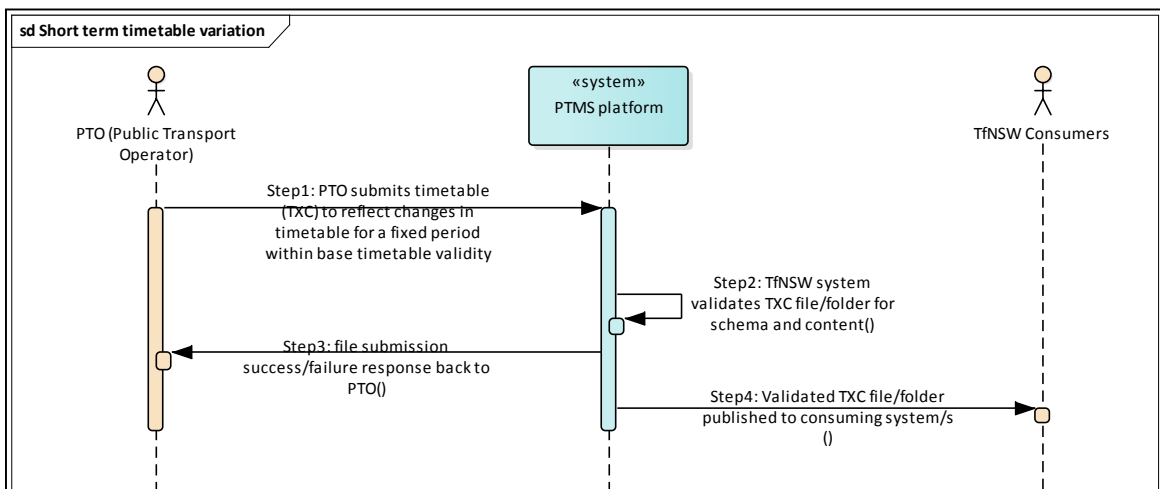 sd Short term timetable variation
«system»
PTMS platform
PTO (Public Transport
Operator)
TfNSW Consumers
Step1: PTO submits timetable
(TXC) to reflect changes in
timetable for a fixed period
within base timetable validity
Step2: TfNSW system
validates TXC file/folder for
schema and content()
Step3: file submission
success/failure response back to
PTO()
Step4: Validated TXC file/folder
published to consuming system/s
()